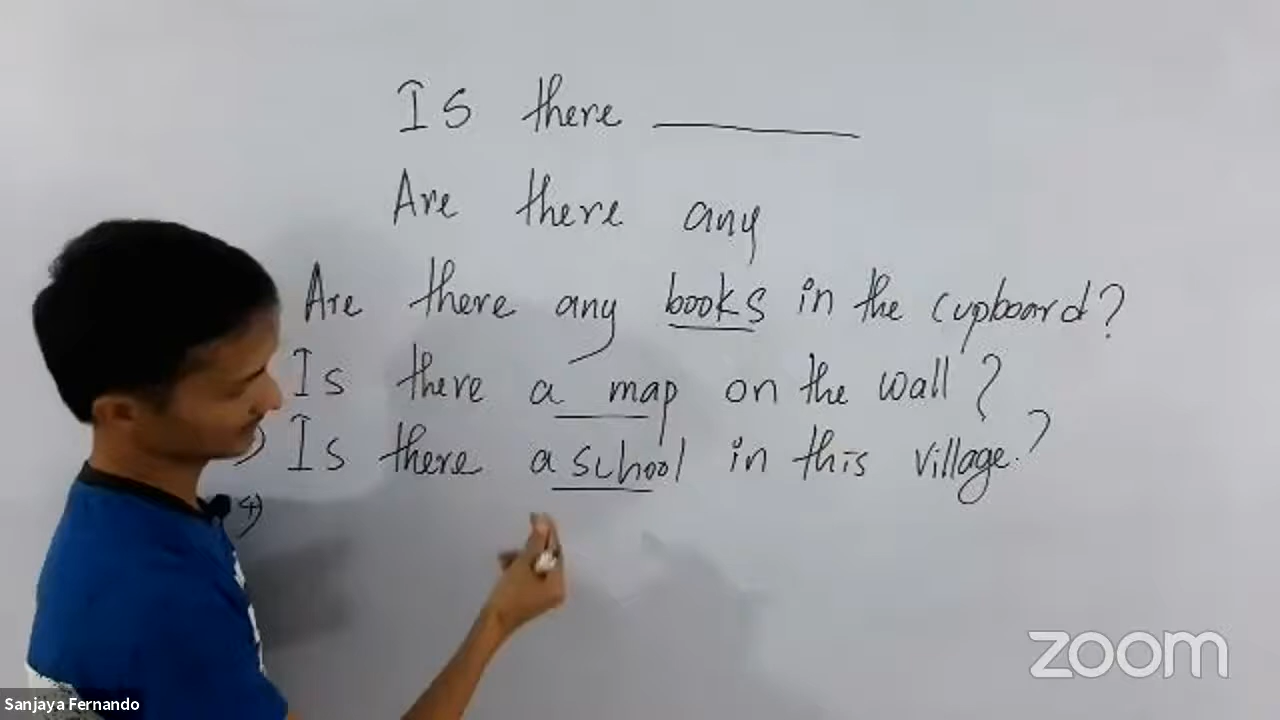 Is there
Are there any
Are there any books in the cupboard?
Is there a map on the wall?
) Is there a school in this village?
4)
zoom
Sanjaya Fernando